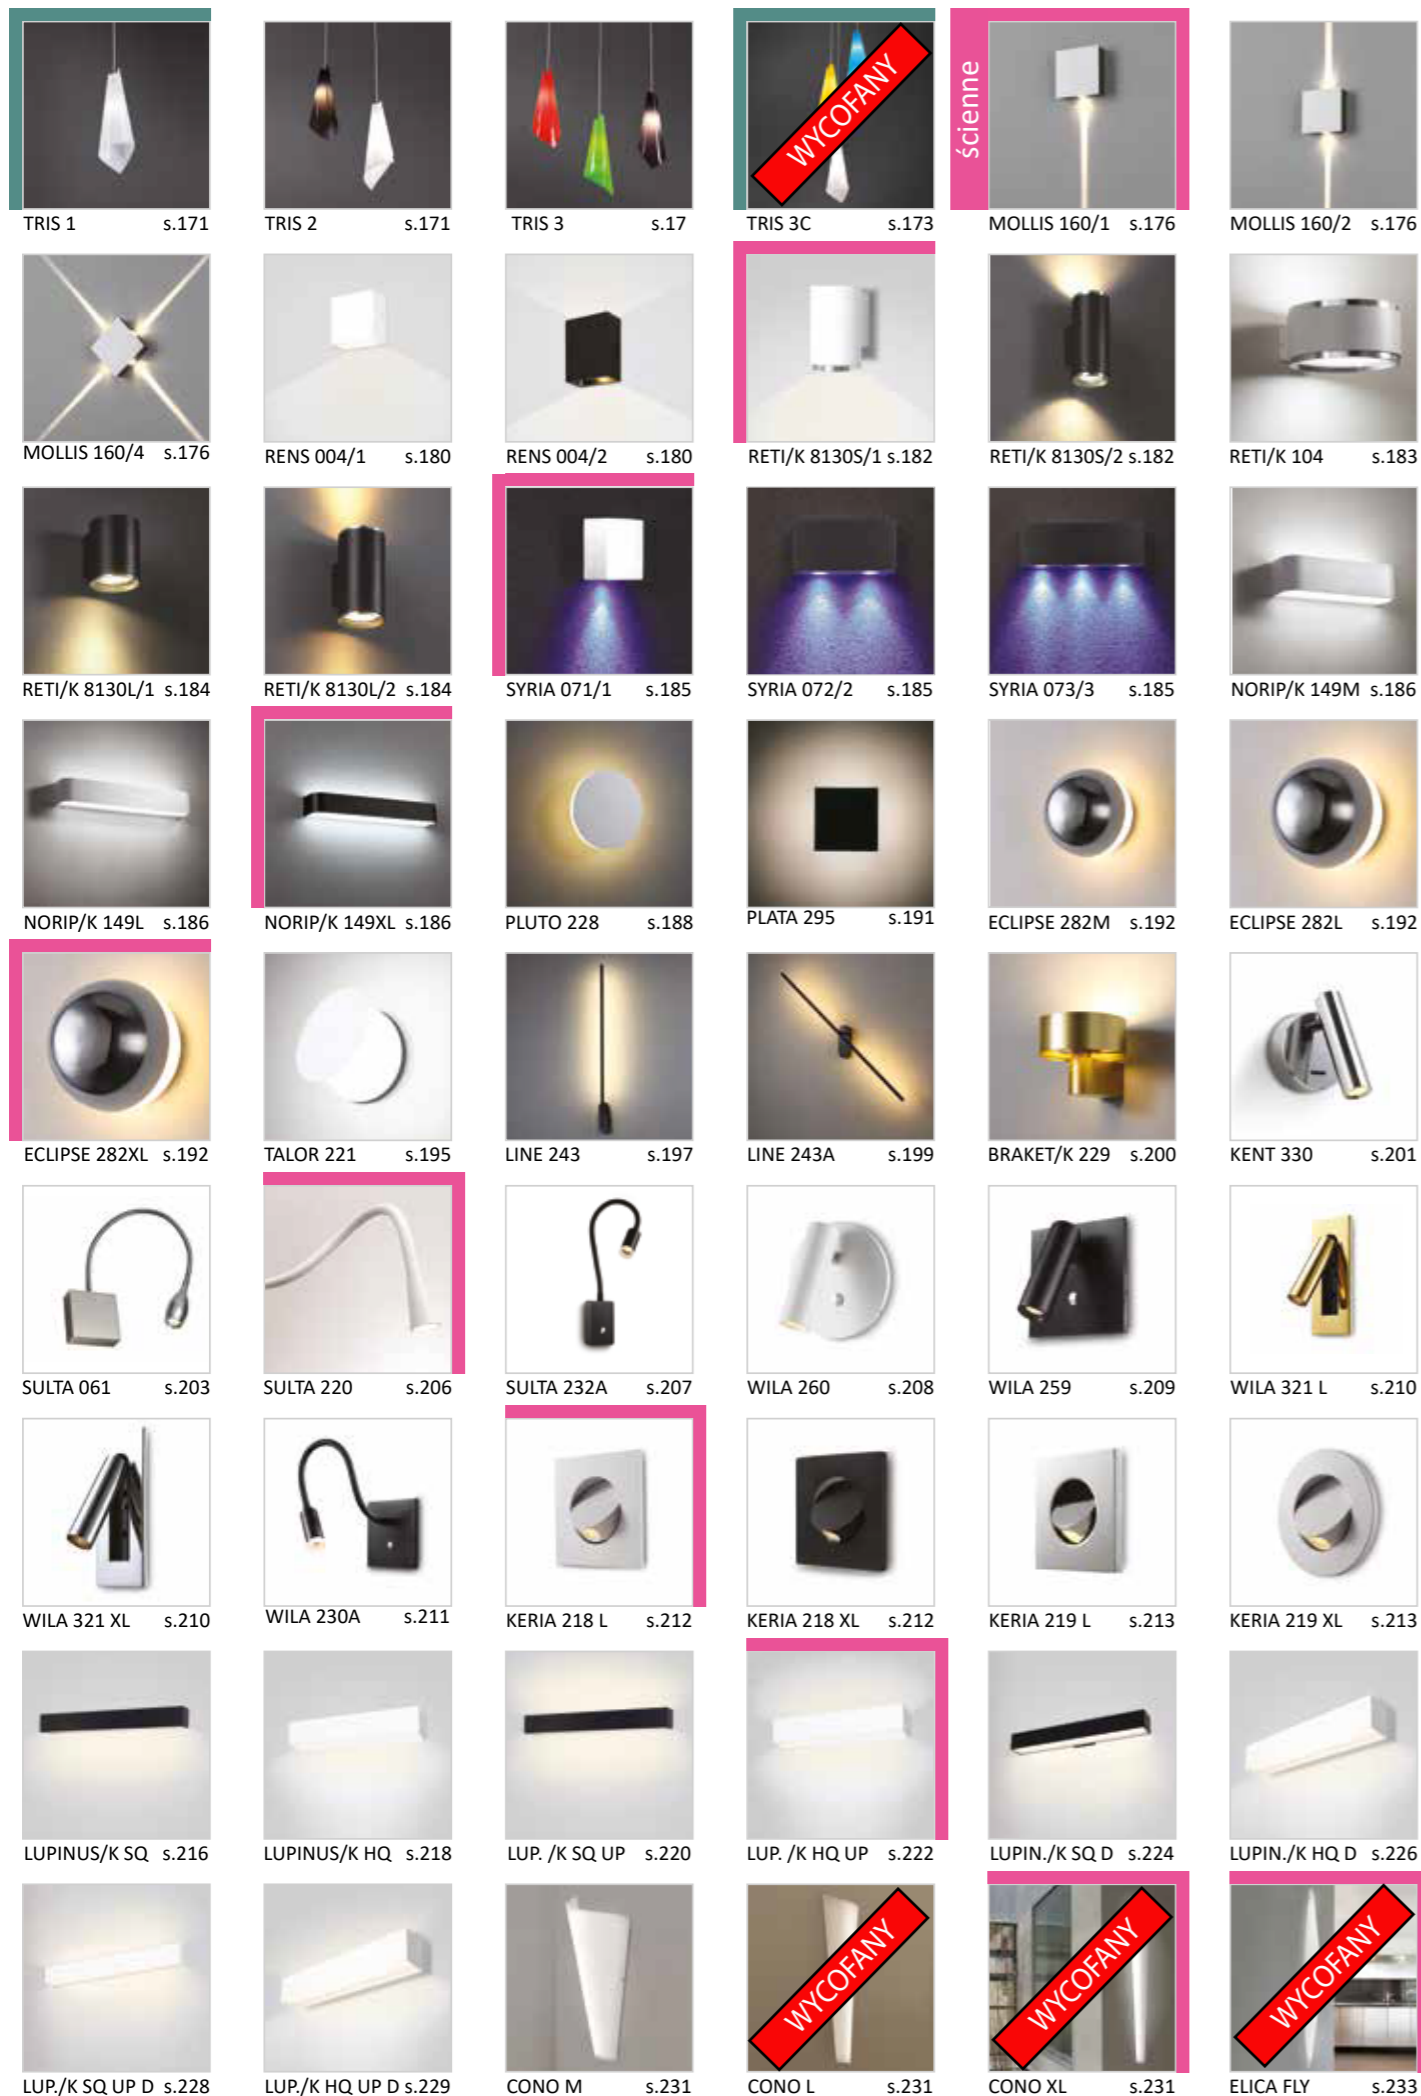 WYCOFANY
ścienne
TRIS 1 s.171
TRIS 2 s.171
TRIS 3 s.17
TRIS 3C s.173
MOLLIS 160/1 s.176
MOLLIS 160/2 s.176
MOLLIS 160/4 s.176
RENS 004/1 s.180
RENS 004/2 s.180
RETI/K 8130S/1 s.182
RETI/K 8130S/2 s.182
RETI/K 104 s.183
RETI/K 8130L/1 s.184
RETI/K 8130L/2 s.184
SYRIA 071/1 s.185
SYRIA 072/2 s.185
SYRIA 073/3 s.185
NORIP/K 149M s.186
NORIP/K 149L s.186
NORIP/K 149XL s.186
PLUTO 228 s.188
PLATA 295 s.191
ECLIPSE 282M s.192
ECLIPSE 282L s.192
ECLIPSE 282XL s.192
TALOR 221 s.195
LINE 243 s.197
LINE 243A s.199
BRAKET/K 229 s.200
KENT 330 s.201
SULTA 061 s.203
SULTA 220 s.206
SULTA 232A s.207
WILA 260 s.208
WILA 259 s.209
WILA 321 L s.210
WILA 321 XL s.210
WILA 230A s.211
KERIA 218 L s.212
KERIA 218 XL s.212
KERIA 219 L s.213
KERIA 219 XL s.213
LUPINUS/K SQ s.216
LUPINUS/K HQ s.218
LUP. /K SQ UP s.220
LUP. /K HQ UP s.222
LUPIN./K SQ D s.224
LUPIN./K HQ D s.226
WYCOFANY
WYCOFANY
WYCOFANY
LUP./K SQ UP D s.228
LUP./K HQ UP D s.229
CONO M s.231
CONO L s.231
CONO XL s.231
ELICA FLY s.233